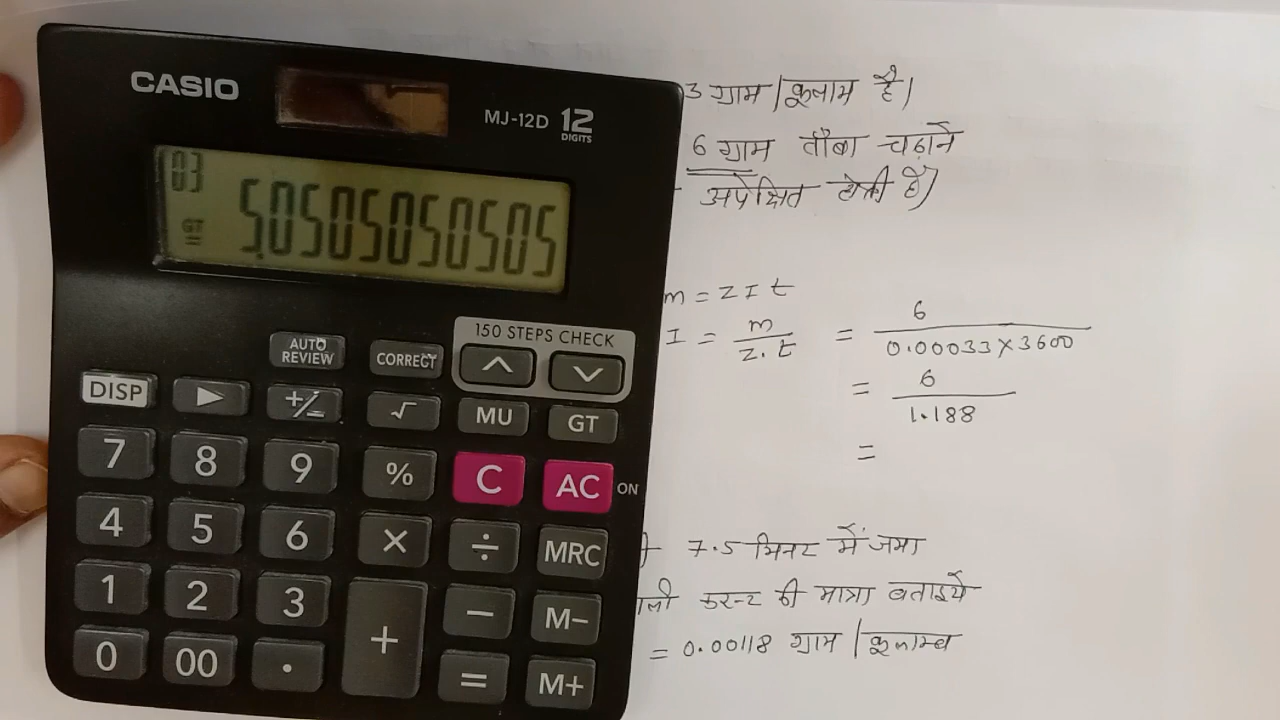 CASIO
MJ-12D 12 DIGITS
03
GT =
5.0505050505
150 STEPS CHECK
AUTO REVIEW CORRECT
DISP ▶ +/− √ MU GT
7 8 9 % C AC ON
4 5 6 × ÷ MRC
1 2 3 + − M−
0 00 · = M+
3 ग्राम/कूलाम है।
6 ग्राम ताँबा चढ़ाने
अपेक्षित होती है)
m = Z I t
I = m / Z.t = 6 / 0.00033 × 3600
= 6 / 1.188
=
7.5 मिनट में जमा
करन्ट की मात्रा बताइये
= 0.00118 ग्राम/कूलाम्ब